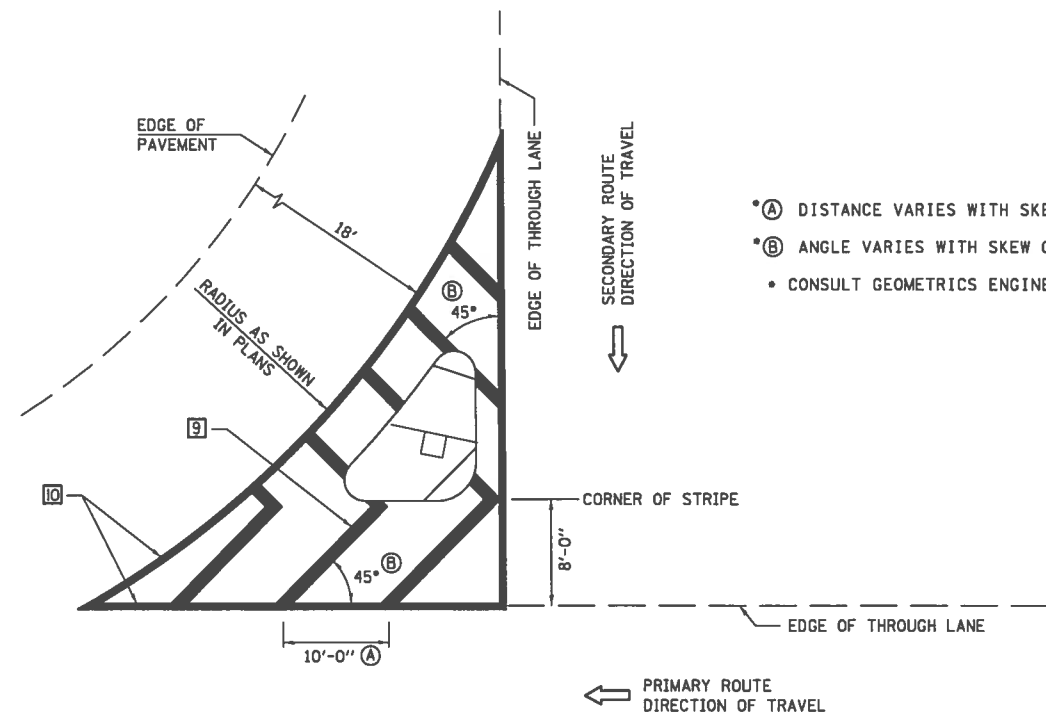 EDGE OF
PAVEMENT
18'
RADIUS AS SHOWN
IN PLANS
EDGE OF THROUGH LANE
SECONDARY ROUTE
DIRECTION OF TRAVEL
*Ⓐ DISTANCE VARIES WITH
*Ⓑ ANGLE VARIES WITH SKEW
• CONSULT GEOMETRICS
Ⓑ
45°
9
10
CORNER OF STRIPE
8'-0"
45° Ⓑ
EDGE OF THROUGH LANE
10'-0" Ⓐ
PRIMARY ROUTE
DIRECTION OF TRAVEL